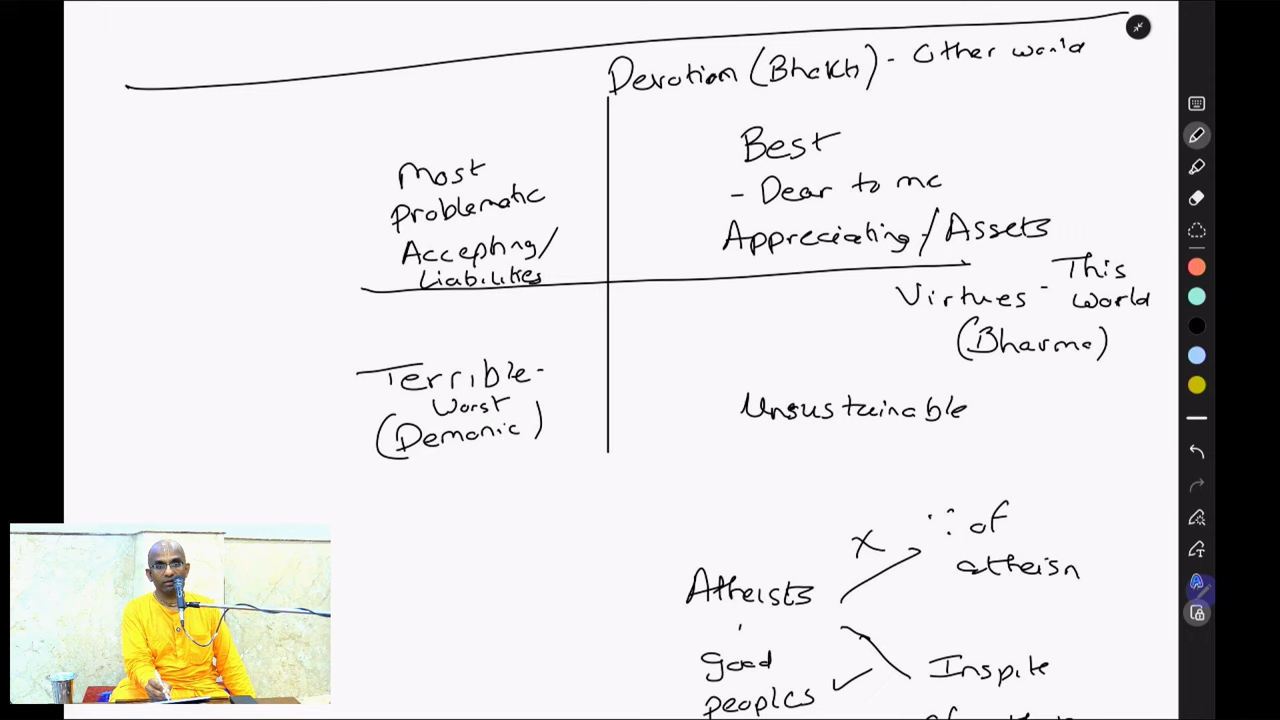 Devotion (Bhakti) - Other world
Most
Problematic
Accepting/
Liabilities
Best
- Dear to me
Appreciating/Assets
Virtues - This
world
(Dharma)
Terrible -
Worst
(Demonic)
Unsustainable
∵ of
atheism
X
Atheists
good
peoples
Inspite